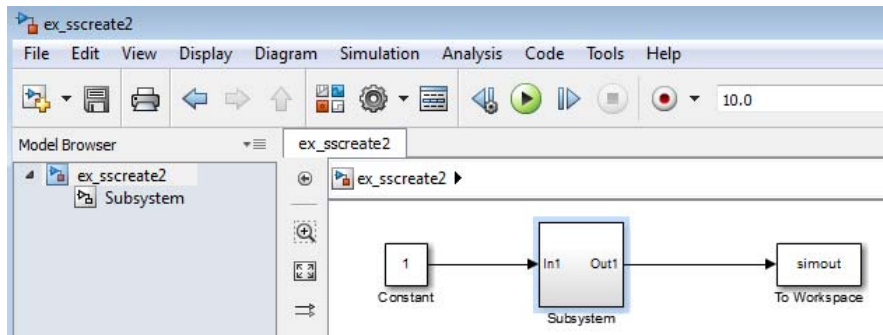 ex_sscreate2
File Edit View Display Diagram Simulation Analysis Code Tools Help
10.0
Model Browser
ex_sscreate2
ex_sscreate2
ex_sscreate2
Subsystem
1
In1 Out1
simout
Constant
Subsystem
To Workspace